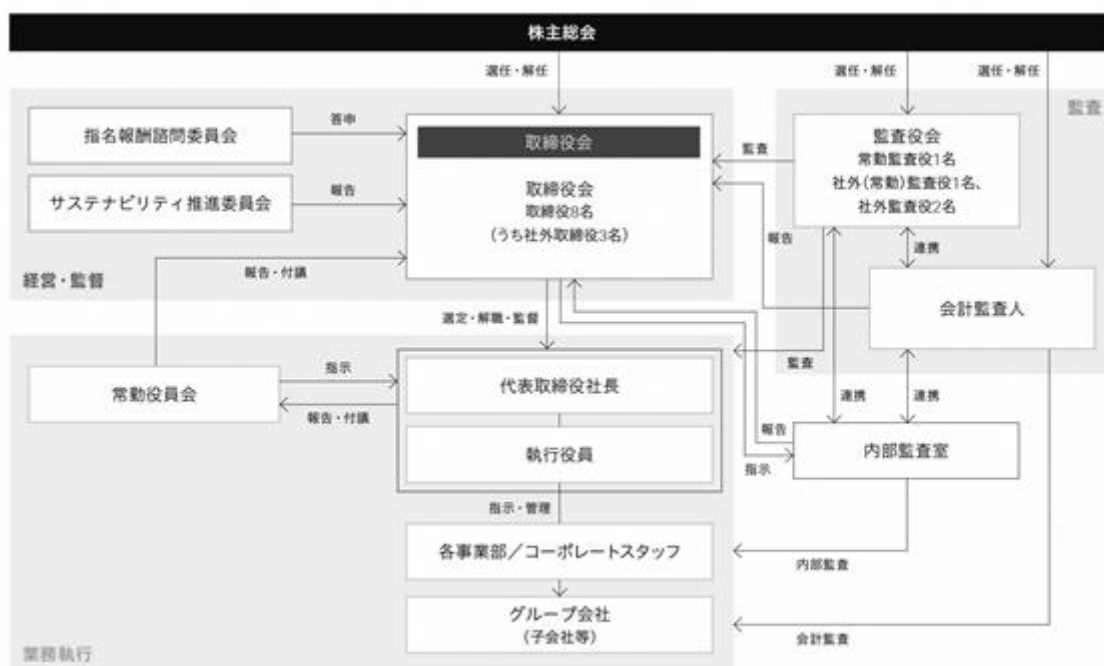 株主総会
選任・解任
選任・解任
選任・解任
監査
指名報酬諮問委員会
答申
サステナビリティ推進委員会
報告
取締役会
取締役会
取締役8名
(うち社外取締役3名)
監査
監査役会
常勤監査役1名
社外(常勤)監査役1名、
社外監査役2名
報告
連携
会計監査人
経営・監督
報告・付議
選定・解職・監督
監査
常勤役員会
指示
報告・付議
代表取締役社長
執行役員
連携
連携
報告
指示
内部監査室
指示・管理
各事業部／コーポレートスタッフ
内部監査
グループ会社
(子会社等)
会計監査
業務執行